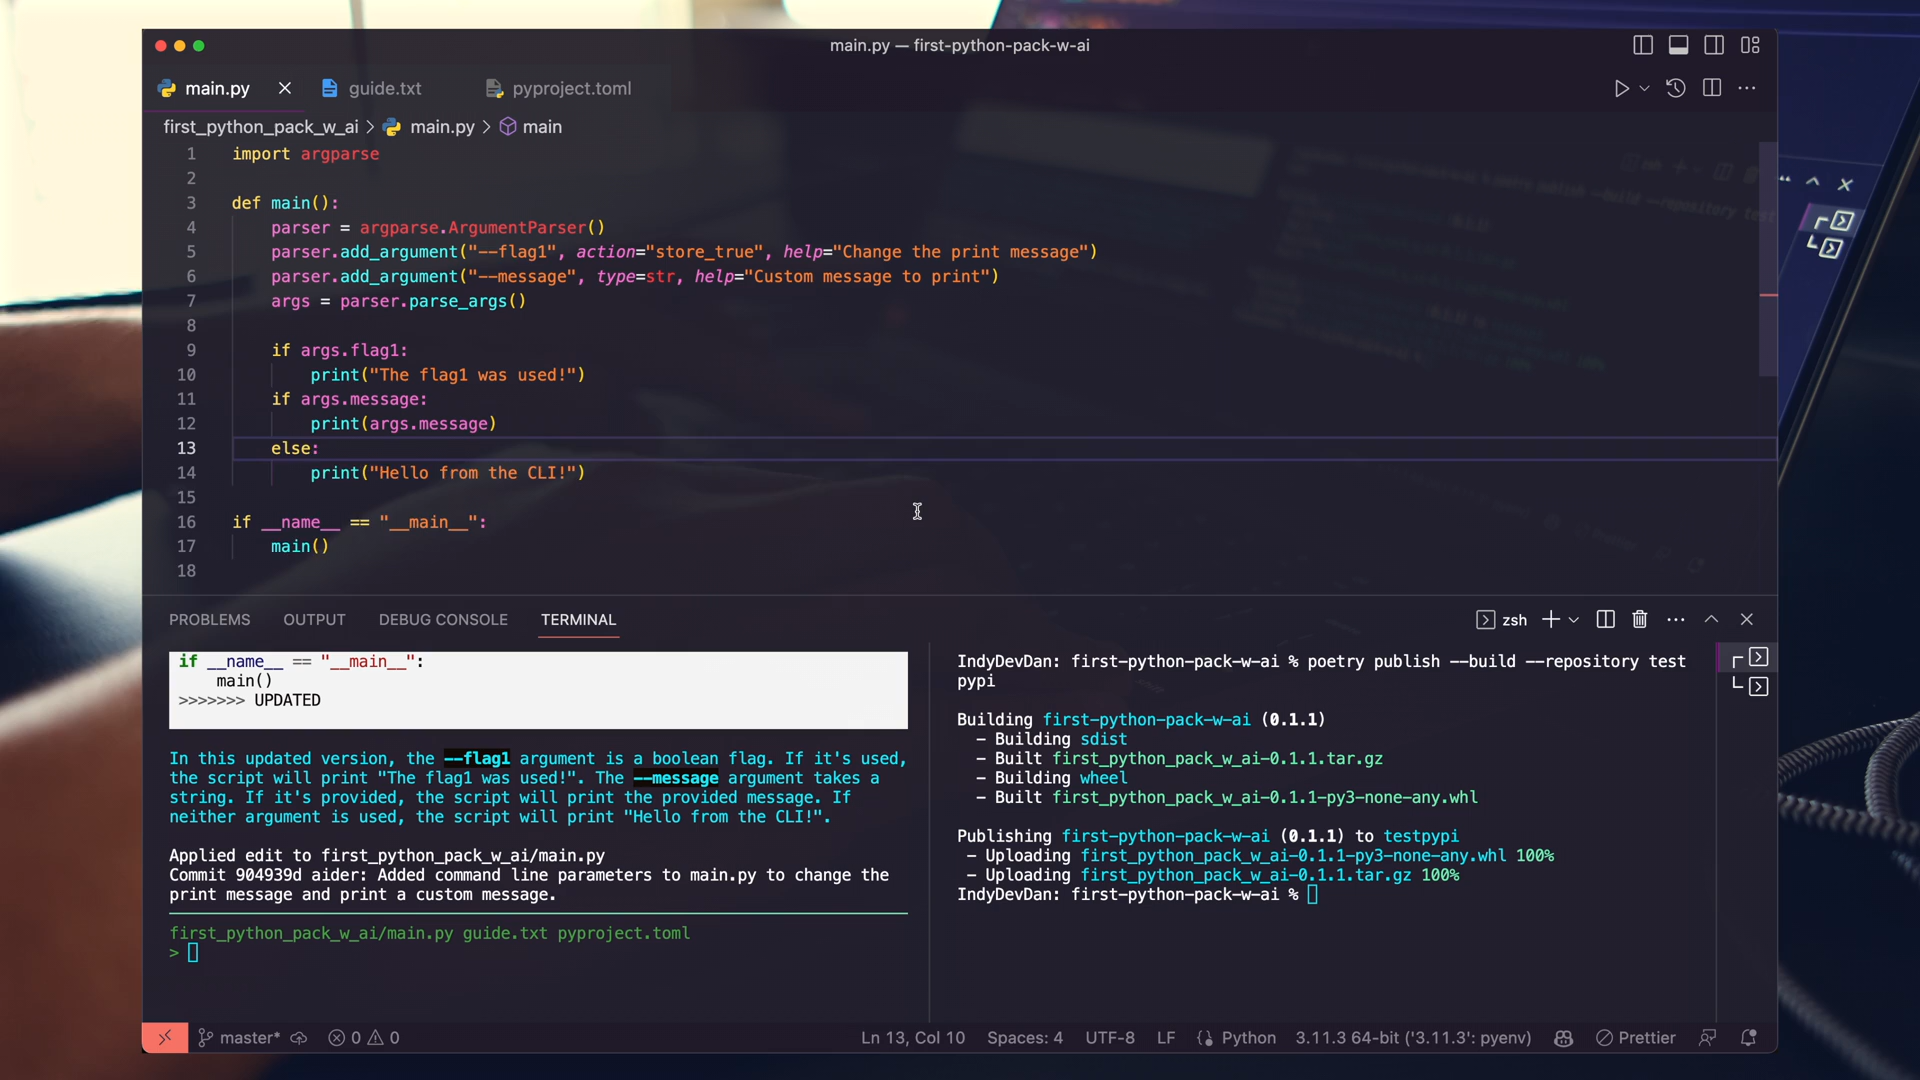 main.py — first-python-pack-w-ai
main.py guide.txt pyproject.toml
first_python_pack_w_ai > main.py > main
1 import argparse
2
3 def main():
4 parser = argparse.ArgumentParser()
5 parser.add_argument("--flag1", action="store_true", help="Change the print message")
6 parser.add_argument("--message", type=str, help="Custom message to print")
7 args = parser.parse_args()
8
9 if args.flag1:
10 print("The flag1 was used!")
11 if args.message:
12 print(args.message)
13 else:
14 print("Hello from the CLI!")
15
16 if __name__ == "__main__":
17 main()
18
PROBLEMS OUTPUT DEBUG CONSOLE TERMINAL
zsh
if __name__ == "__main__":
main()
>>>>>>> UPDATED
In this updated version, the --flag1 argument is a boolean flag. If it's used,
the script will print "The flag1 was used!". The --message argument takes a
string. If it's provided, the script will print the provided message. If
neither argument is used, the script will print "Hello from the CLI!".
Applied edit to first_python_pack_w_ai/main.py
Commit 904939d aider: Added command line parameters to main.py to change the
print message and print a custom message.
first_python_pack_w_ai/main.py guide.txt pyproject.toml
>
IndyDevDan: first-python-pack-w-ai % poetry publish --build --repository test
pypi
Building first-python-pack-w-ai (0.1.1)
- Building sdist
- Built first_python_pack_w_ai-0.1.1.tar.gz
- Building wheel
- Built first_python_pack_w_ai-0.1.1-py3-none-any.whl
Publishing first-python-pack-w-ai (0.1.1) to testpypi
- Uploading first_python_pack_w_ai-0.1.1-py3-none-any.whl 100%
- Uploading first_python_pack_w_ai-0.1.1.tar.gz 100%
IndyDevDan: first-python-pack-w-ai %
master* 0 0 Ln 13, Col 10 Spaces: 4 UTF-8 LF Python 3.11.3 64-bit ('3.11.3': pyenv) Prettier